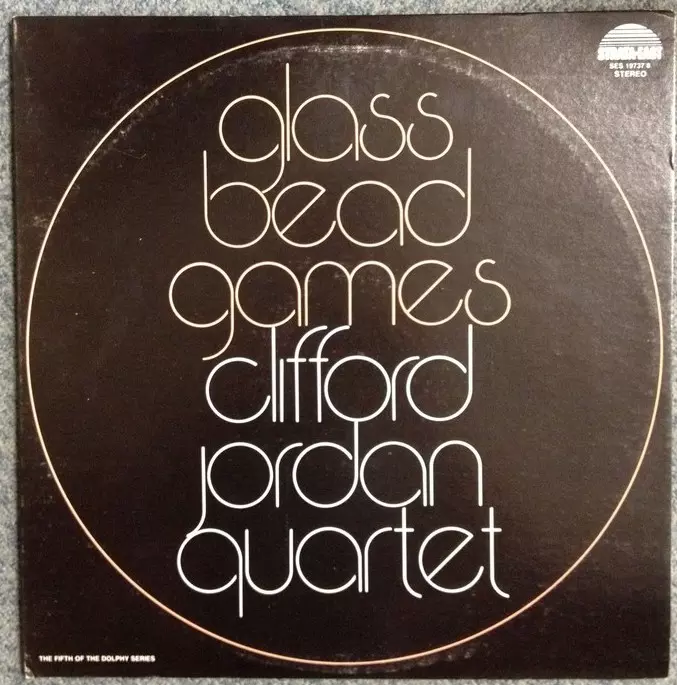 STRATA-EAST
SES 19737 8
STEREO
glass
bead
games
clifford
jordan
quartet
THE FIFTH OF THE DOLPHY SERIES